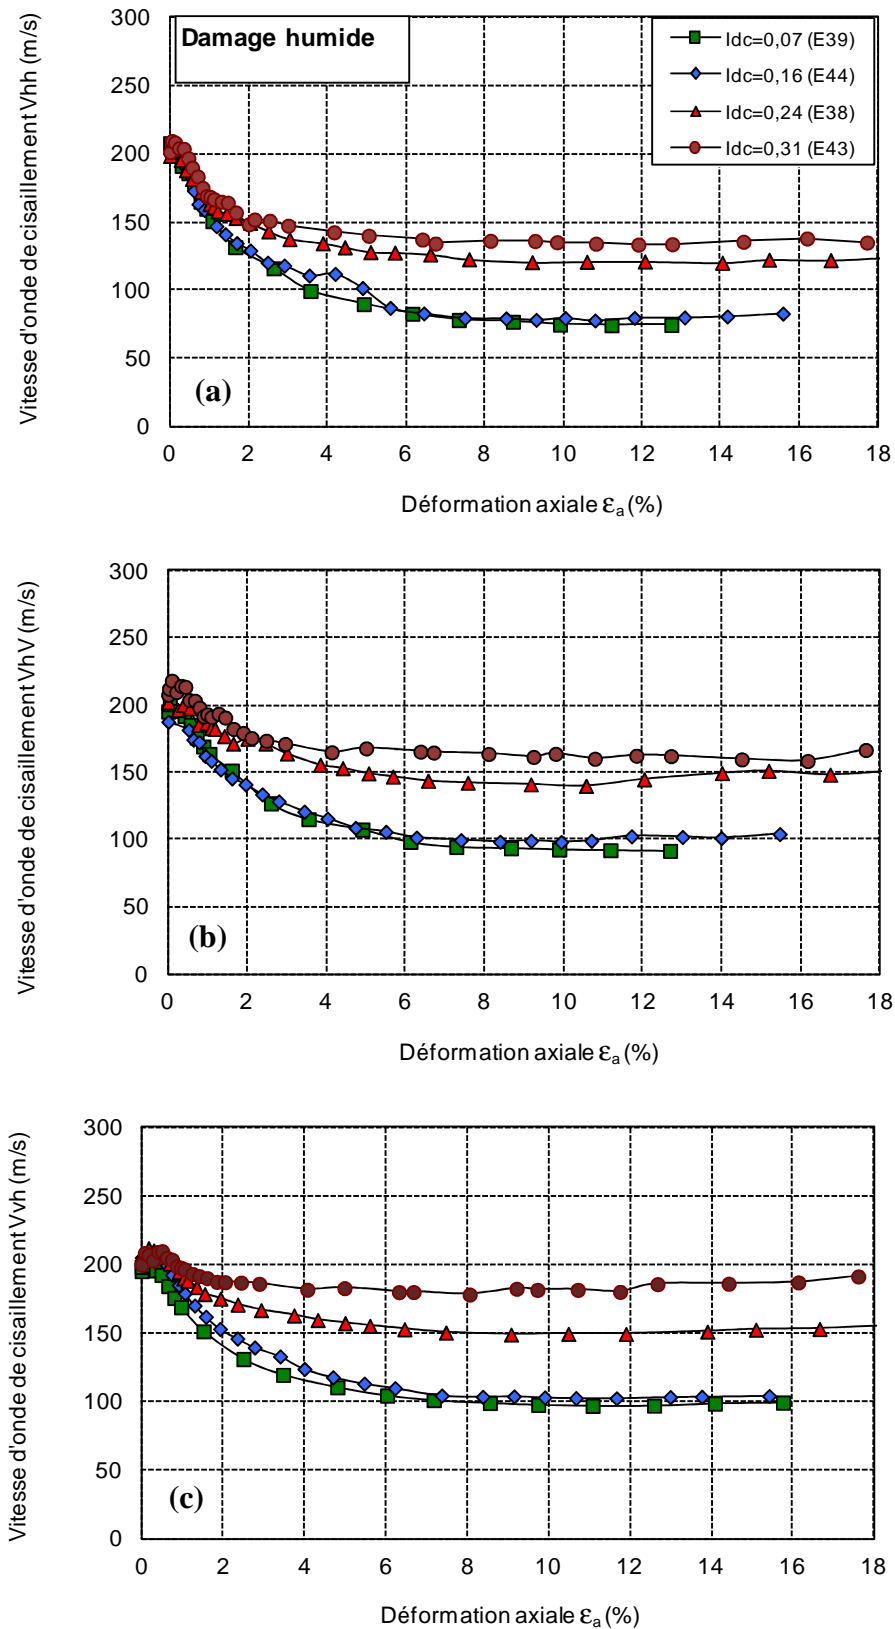 Damage humide
Idc=0,07 (E39)
Idc=0,16 (E44)
Idc=0,24 (E38)
Idc=0,31 (E43)
Vitesse d'onde de cisaillement Vhh (m/s)
300
250
200
150
100
50
0
(a)
0 2 4 6 8 10 12 14 16 18
Déformation axiale εa (%)
Vitesse d'onde de cisaillement VhV (m/s)
300
250
200
150
100
50
0
(b)
0 2 4 6 8 10 12 14 16 18
Déformation axiale εa (%)
Vitesse d'onde de cisaillement Vvh (m/s)
300
250
200
150
100
50
0
(c)
0 2 4 6 8 10 12 14 16 18
Déformation axiale εa (%)